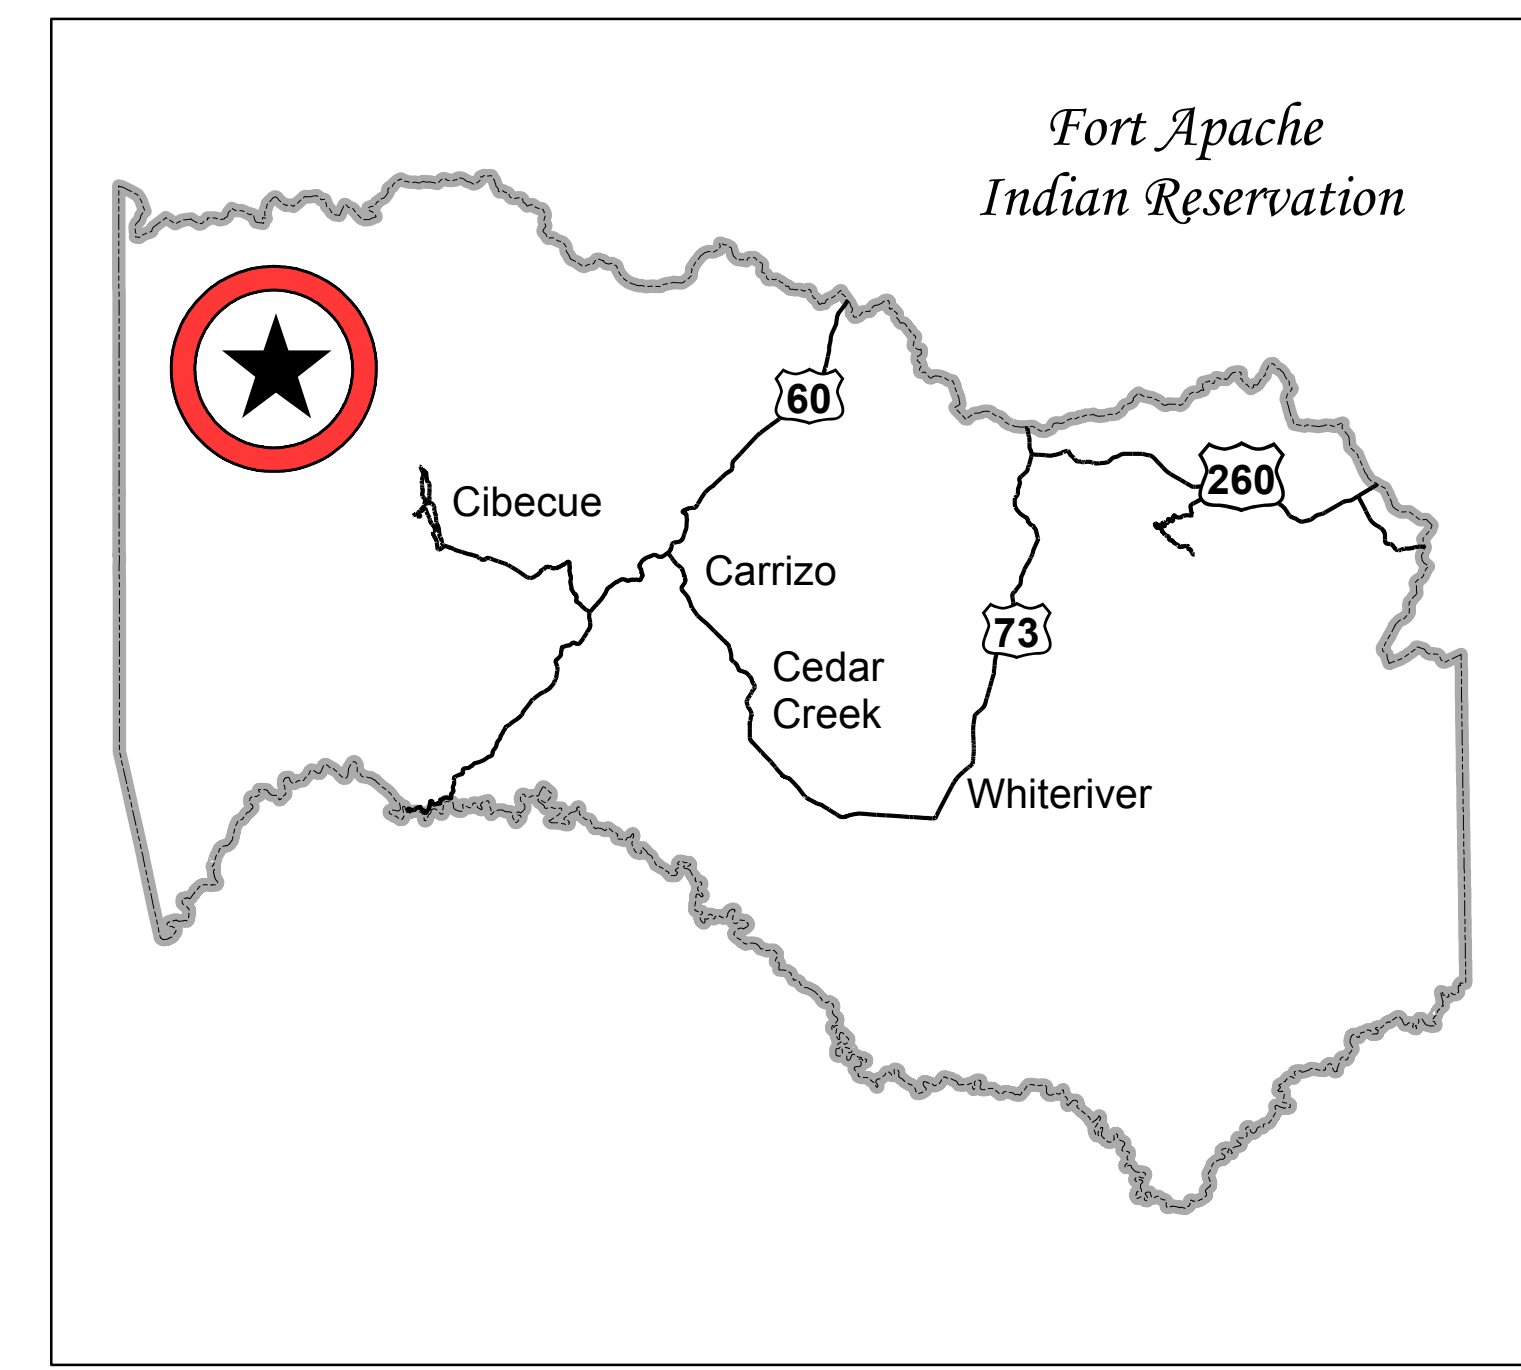 Fort Apache
Indian Reservation
60
260
Cibecue
Carrizo
73
Cedar
Creek
Whiteriver